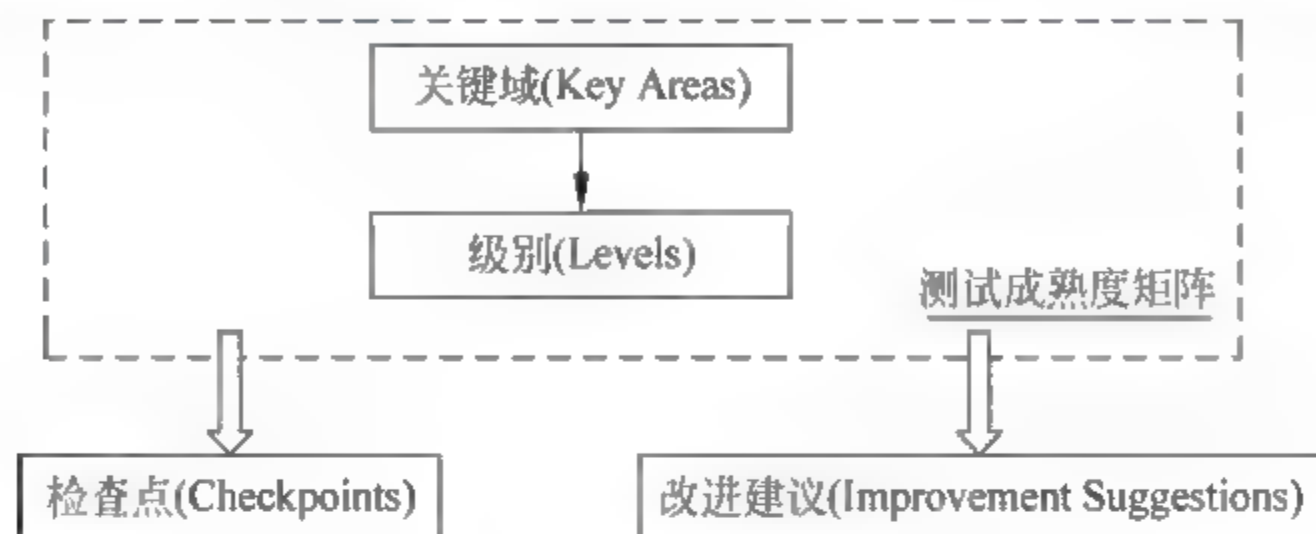 关键域(Key Areas)
级别(Levels)
测试成熟度矩阵
检查点(Checkpoints)
改进建议(Improvement Suggestions)